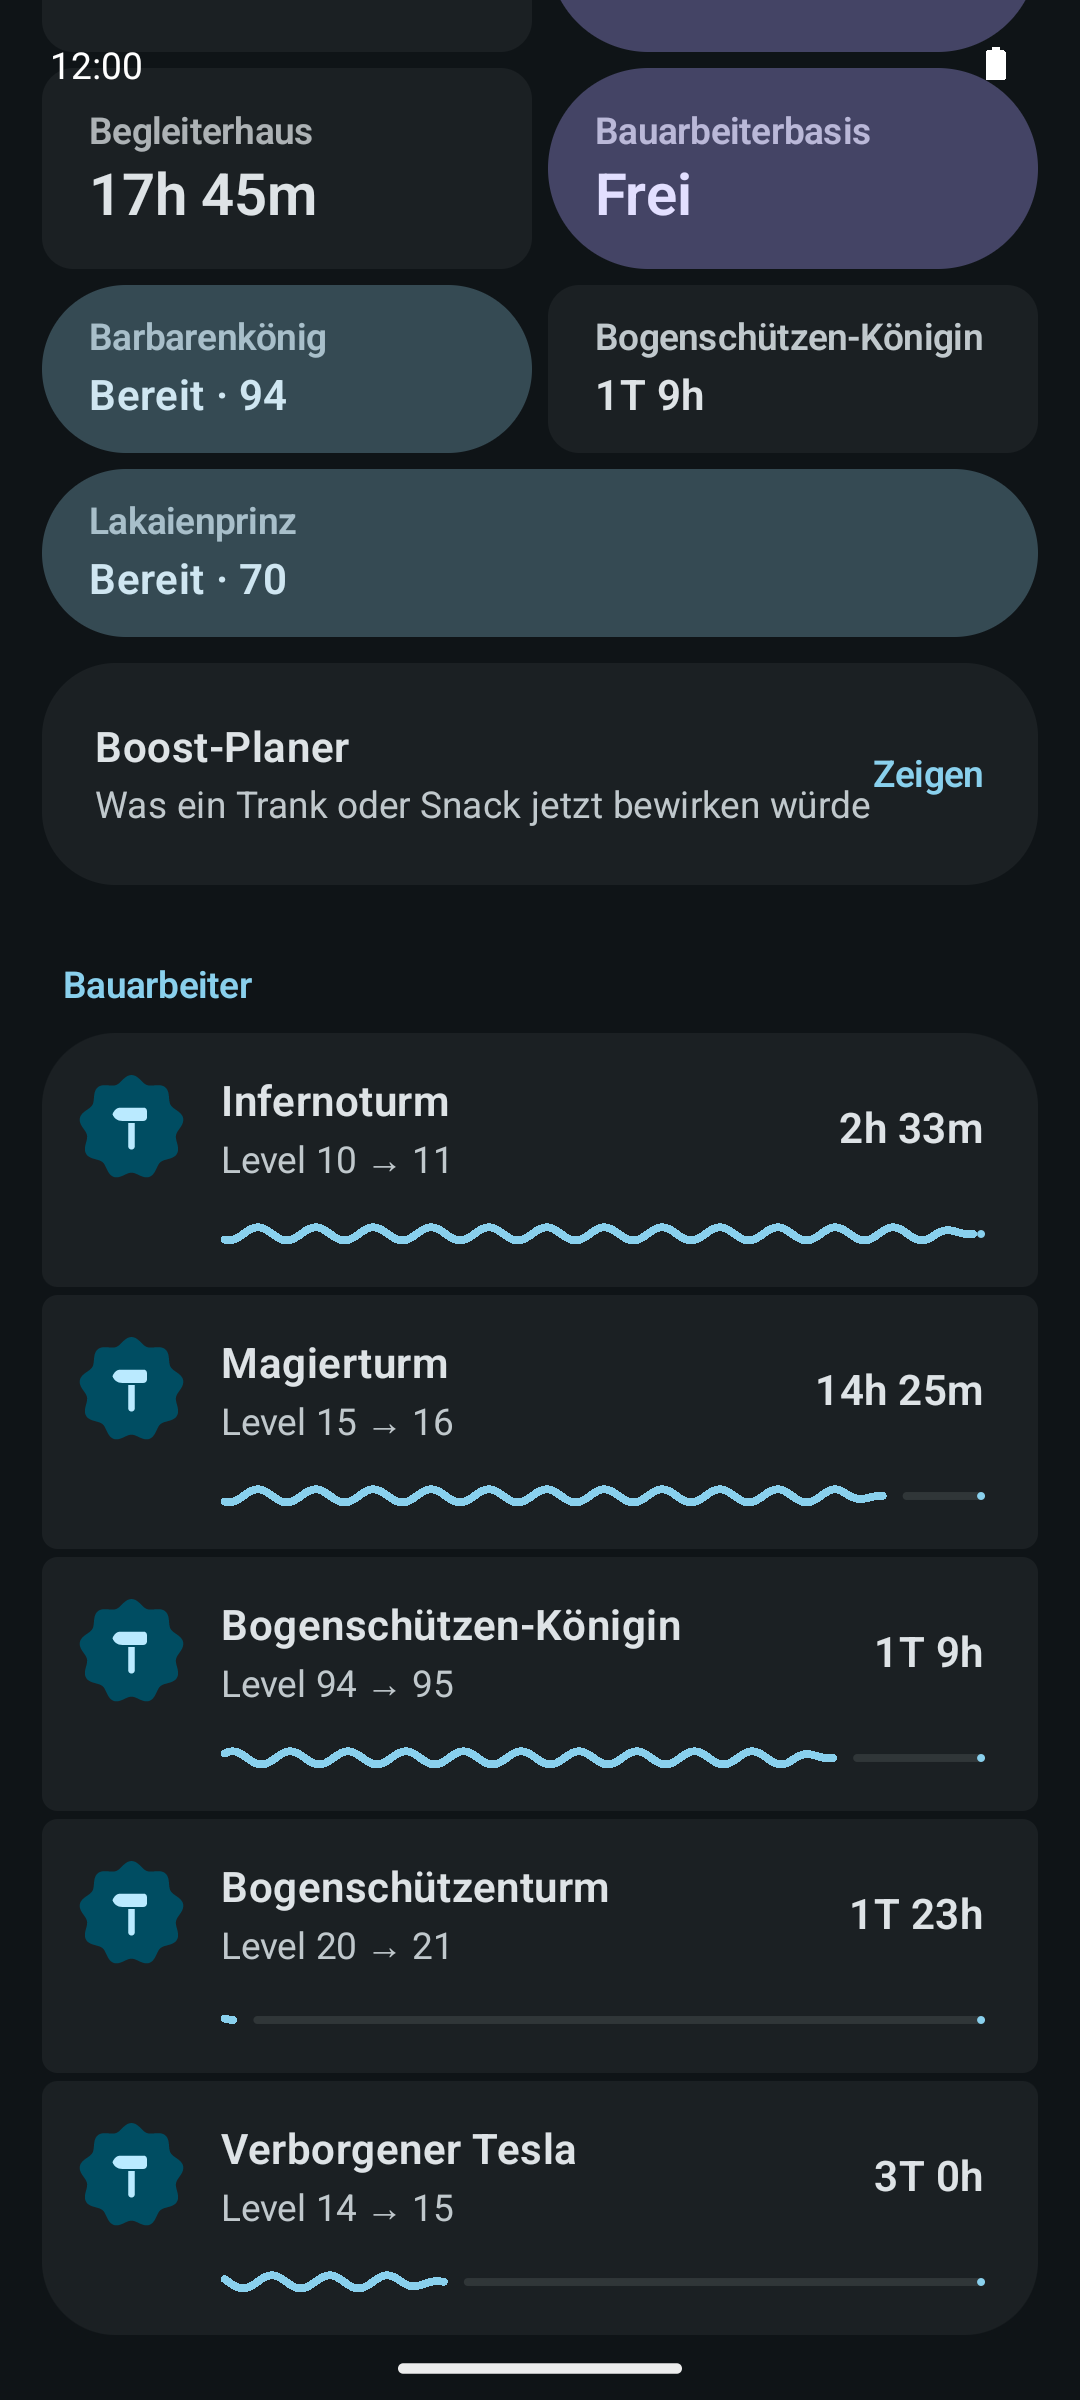 12:00
Begleiterhaus
17h 45m
Bauarbeiterbasis
Frei
Barbarenkönig
Bereit · 94
Bogenschützen-Königin
1T 9h
Lakaienprinz
Bereit · 70
Boost-Planer
Was ein Trank oder Snack jetzt bewirken würde
Zeigen
Bauarbeiter
Infernoturm
Level 10 → 11
2h 33m
Magierturm
Level 15 → 16
14h 25m
Bogenschützen-Königin
Level 94 → 95
1T 9h
Bogenschützenturm
Level 20 → 21
1T 23h
Verborgener Tesla
Level 14 → 15
3T 0h